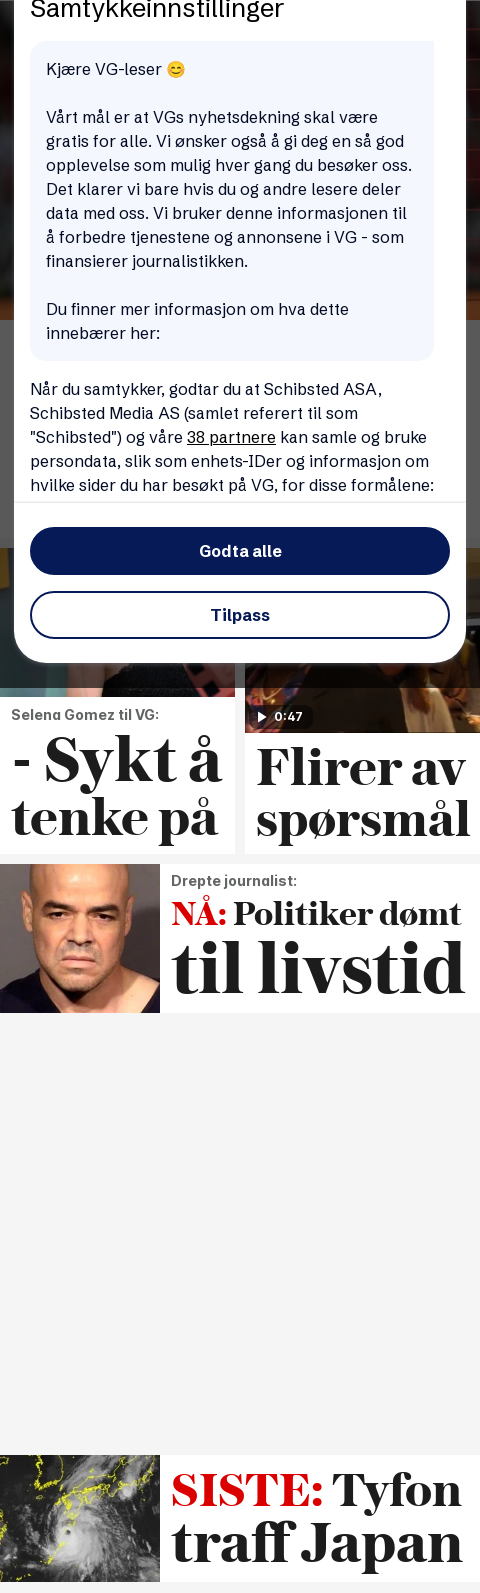 Samtykkeinnstillinger
Kjære VG-leser 😊
Vårt mål er at VGs nyhetsdekning skal være
gratis for alle. Vi ønsker også å gi deg en så god
opplevelse som mulig hver gang du besøker oss.
Det klarer vi bare hvis du og andre lesere deler
data med oss. Vi bruker denne informasjonen til
å forbedre tjenestene og annonsene i VG - som
finansierer journalistikken.
Du finner mer informasjon om hva dette
innebærer her:
Når du samtykker, godtar du at Schibsted ASA,
Schibsted Media AS (samlet referert til som
"Schibsted") og våre 38 partnere kan samle og bruke
persondata, slik som enhets-IDer og informasjon om
hvilke sider du har besøkt på VG, for disse formålene:
Godta alle
Tilpass
Selena Gomez til VG:
- Sykt å
tenke på
0:47
Flirer av
spørsmål
Drepte journalist:
NÅ: Politiker dømt
til livstid
SISTE: Tyfon
traff Japan